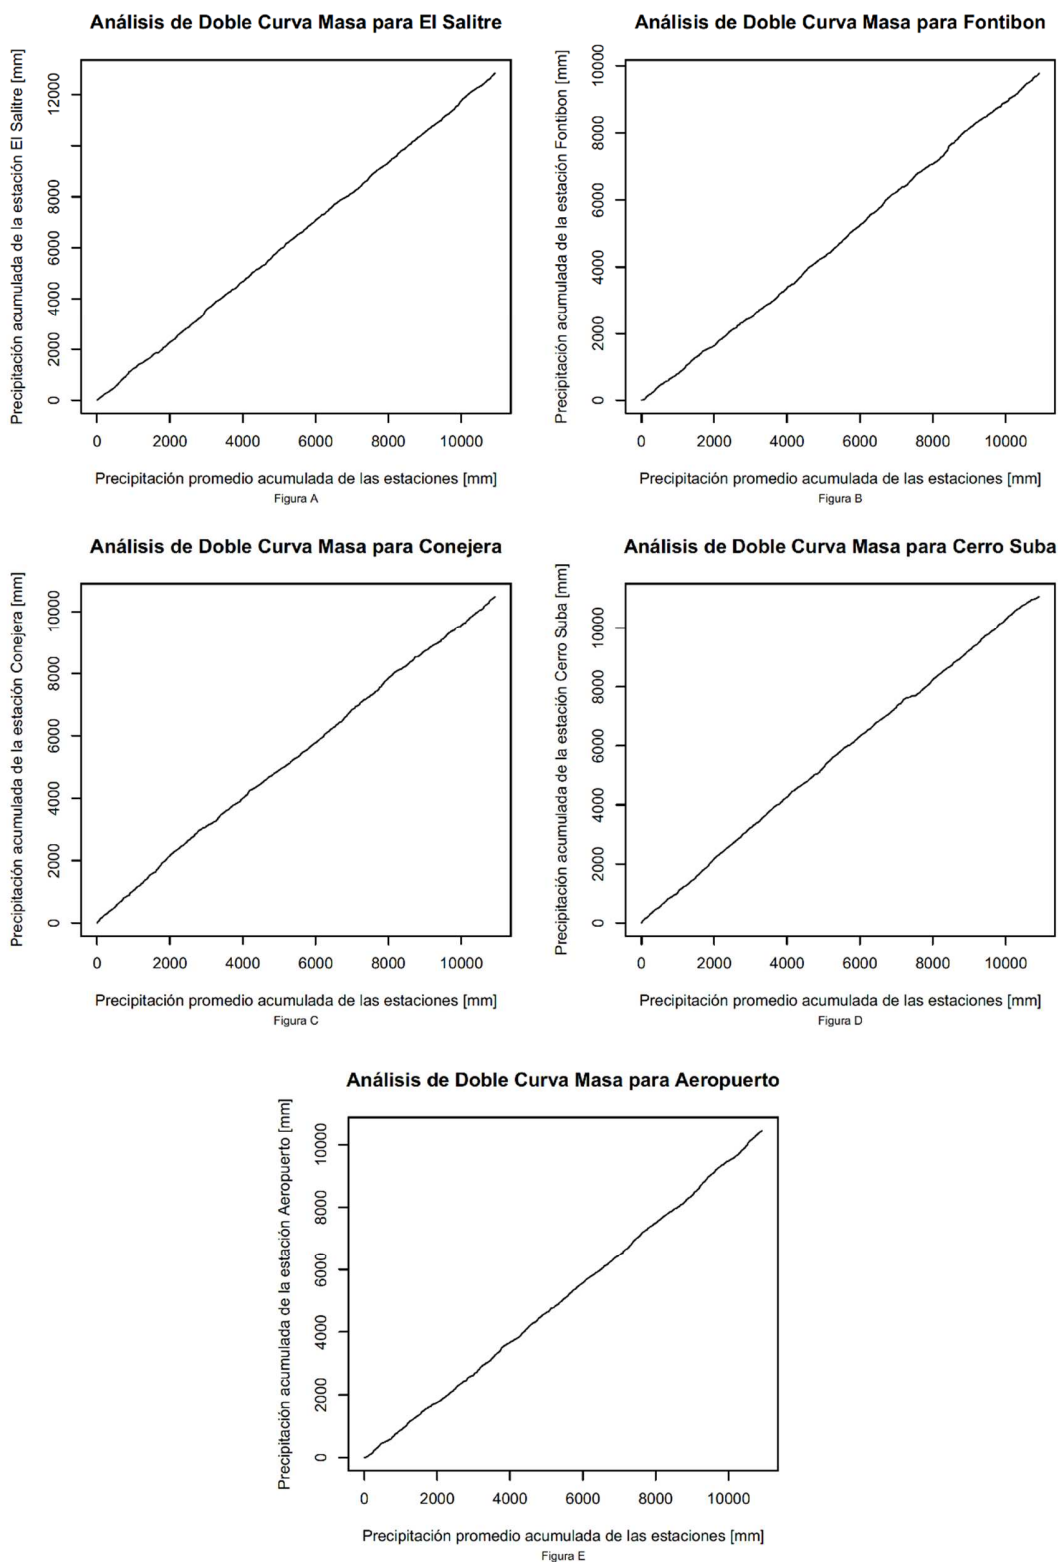 Análisis de Doble Curva Masa para El Salitre
Precipitación acumulada de la estación El Salitre [mm]
12000
8000
6000
4000
2000
0
0 2000 4000 6000 8000 10000
Precipitación promedio acumulada de las estaciones [mm]
Figura A
Análisis de Doble Curva Masa para Fontibon
Precipitación acumulada de la estación Fontibon [mm]
10000
8000
6000
4000
2000
0
0 2000 4000 6000 8000 10000
Precipitación promedio acumulada de las estaciones [mm]
Figura B
Análisis de Doble Curva Masa para Conejera
Precipitación acumulada de la estación Conejera [mm]
10000
8000
6000
4000
2000
0
0 2000 4000 6000 8000 10000
Precipitación promedio acumulada de las estaciones [mm]
Figura C
Análisis de Doble Curva Masa para Cerro Suba
Precipitación acumulada de la estación Cerro Suba [mm]
10000
8000
6000
4000
2000
0
0 2000 4000 6000 8000 10000
Precipitación promedio acumulada de las estaciones [mm]
Figura D
Análisis de Doble Curva Masa para Aeropuerto
Precipitación acumulada de la estación Aeropuerto [mm]
10000
8000
6000
4000
2000
0
0 2000 4000 6000 8000 10000
Precipitación promedio acumulada de las estaciones [mm]
Figura E